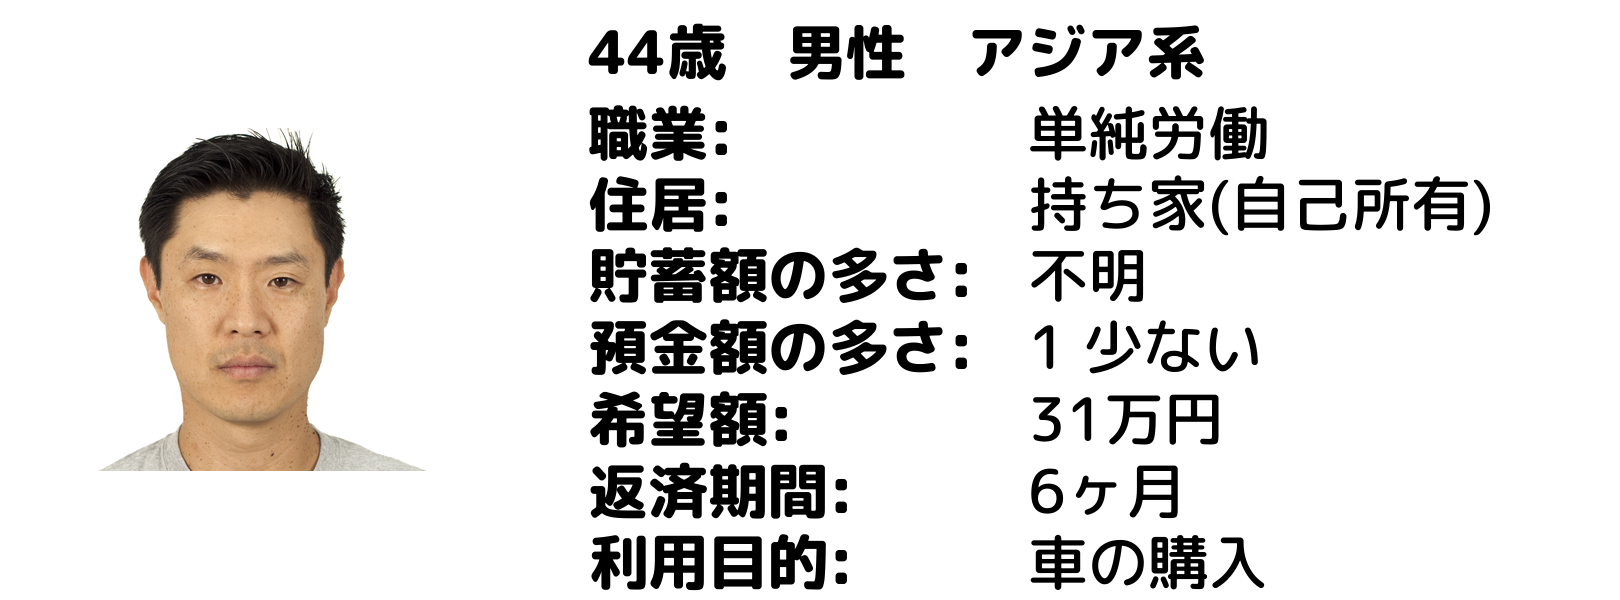 44歳　男性　アジア系
職業: 単純労働
住居: 持ち家(自己所有)
貯蓄額の多さ: 不明
預金額の多さ: 1 少ない
希望額: 31万円
返済期間: 6ヶ月
利用目的: 車の購入